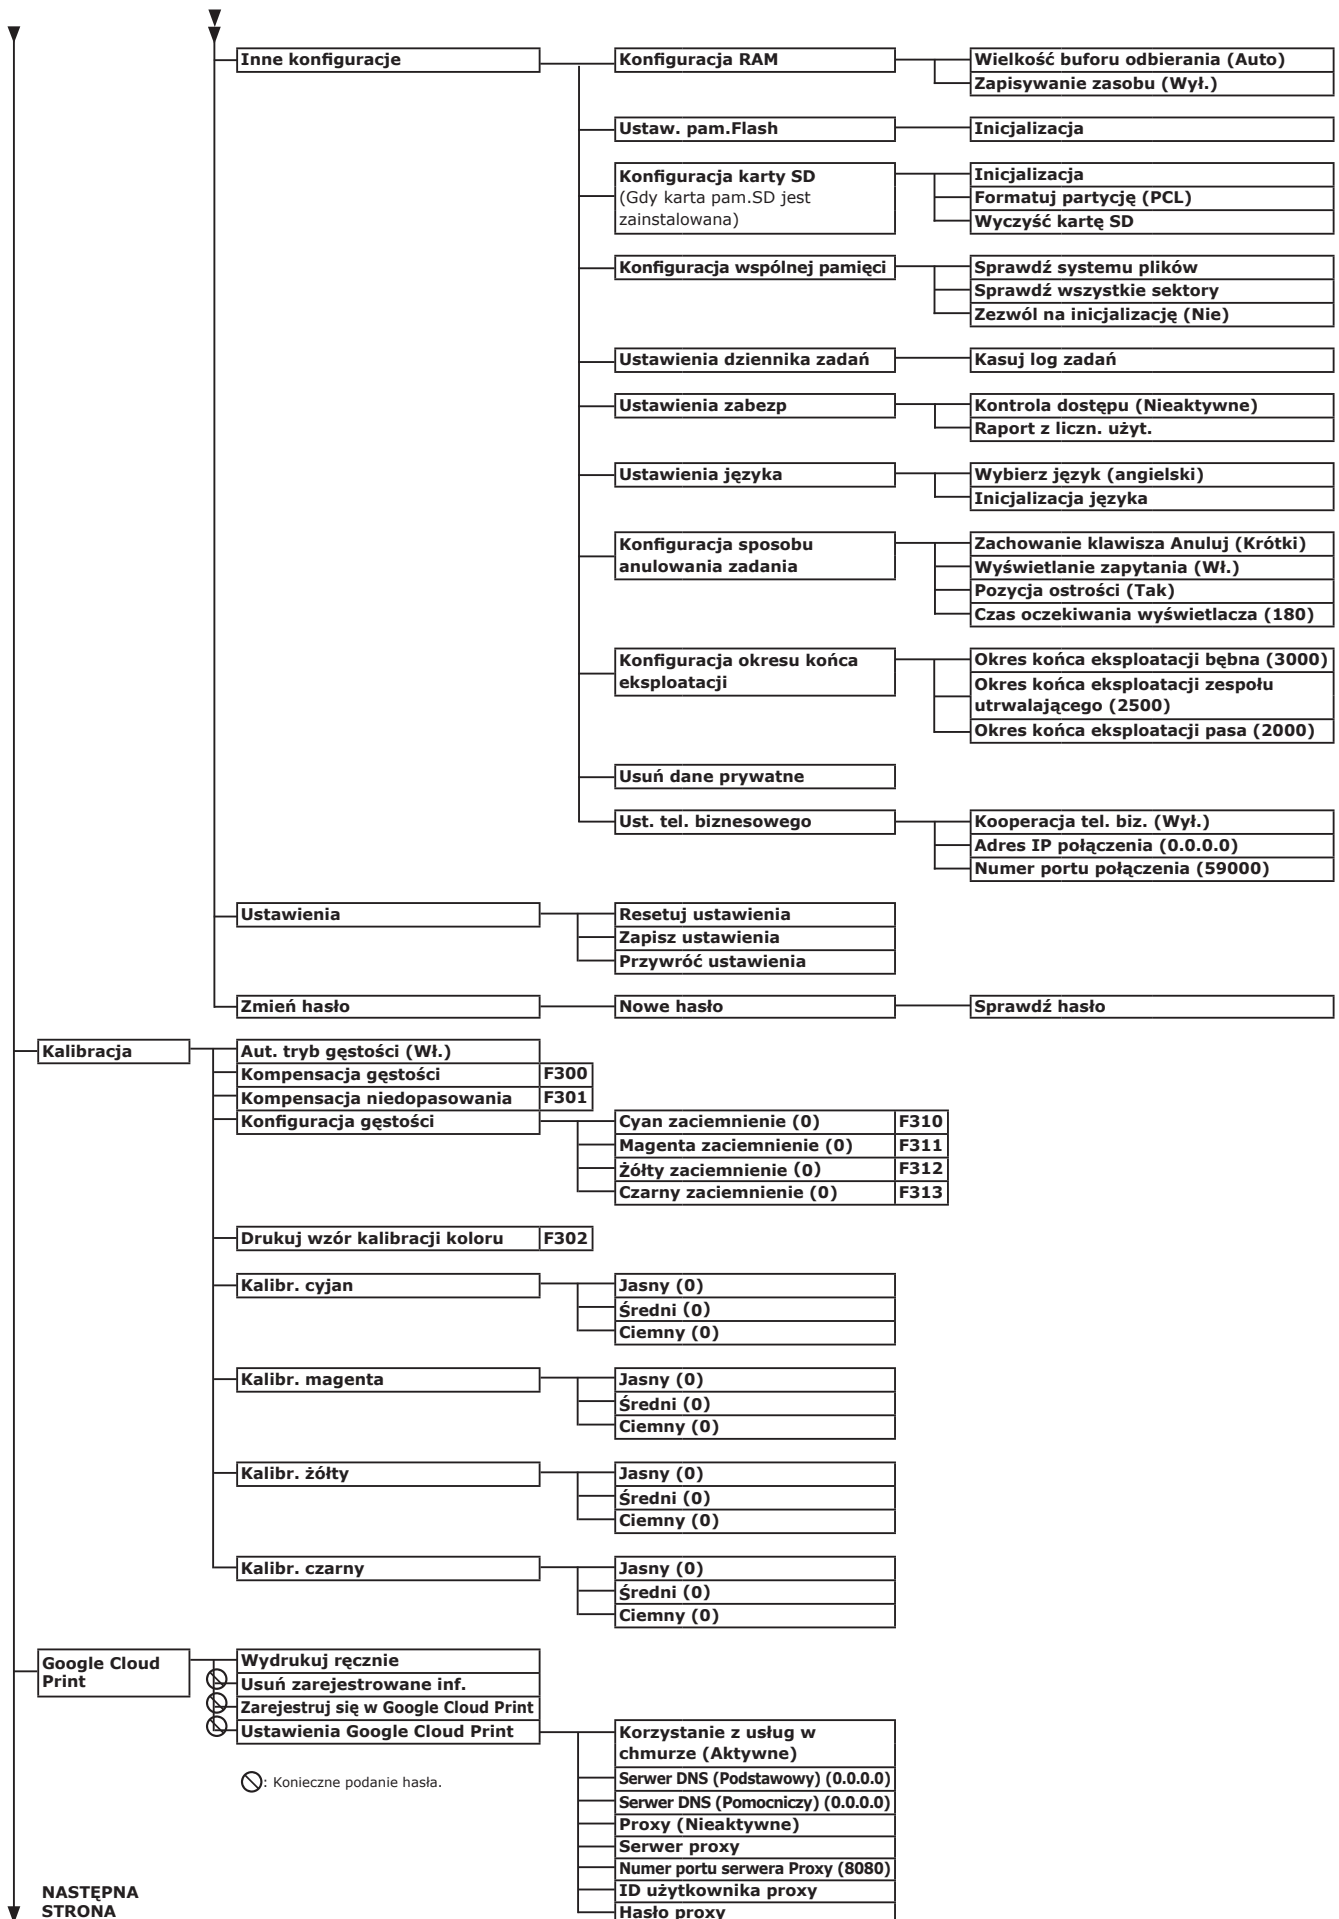 Inne konfiguracje
Konfiguracja RAM
Wielkość buforu odbierania (Auto)
Zapisywanie zasobu (Wył.)
Ustaw. pam.Flash
Inicjalizacja
Konfiguracja karty SD
(Gdy karta pam.SD jest
zainstalowana)
Inicjalizacja
Formatuj partycję (PCL)
Wyczyść kartę SD
Konfiguracja wspólnej pamięci
Sprawdź systemu plików
Sprawdź wszystkie sektory
Zezwól na inicjalizację (Nie)
Ustawienia dziennika zadań
Kasuj log zadań
Ustawienia zabezp
Kontrola dostępu (Nieaktywne)
Raport z liczn. użyt.
Ustawienia języka
Wybierz język (angielski)
Inicjalizacja języka
Konfiguracja sposobu
anulowania zadania
Zachowanie klawisza Anuluj (Krótki)
Wyświetlanie zapytania (Wł.)
Pozycja ostrości (Tak)
Czas oczekiwania wyświetlacza (180)
Konfiguracja okresu końca
eksploatacji
Okres końca eksploatacji bębna (3000)
Okres końca eksploatacji zespołu
utrwalającego (2500)
Okres końca eksploatacji pasa (2000)
Usuń dane prywatne
Ust. tel. biznesowego
Kooperacja tel. biz. (Wył.)
Adres IP połączenia (0.0.0.0)
Numer portu połączenia (59000)
Ustawienia
Resetuj ustawienia
Zapisz ustawienia
Przywróć ustawienia
Zmień hasło
Nowe hasło
Sprawdź hasło
Kalibracja
Aut. tryb gęstości (Wł.)
Kompensacja gęstości F300
Kompensacja niedopasowania F301
Konfiguracja gęstości
Cyan zaciemnienie (0) F310
Magenta zaciemnienie (0) F311
Żółty zaciemnienie (0) F312
Czarny zaciemnienie (0) F313
Drukuj wzór kalibracji koloru F302
Kalibr. cyjan
Jasny (0)
Średni (0)
Ciemny (0)
Kalibr. magenta
Jasny (0)
Średni (0)
Ciemny (0)
Kalibr. żółty
Jasny (0)
Średni (0)
Ciemny (0)
Kalibr. czarny
Jasny (0)
Średni (0)
Ciemny (0)
Google Cloud
Print
Wydrukuj ręcznie
Usuń zarejestrowane inf.
Zarejestruj się w Google Cloud Print
Ustawienia Google Cloud Print
Korzystanie z usług w
chmurze (Aktywne)
Serwer DNS (Podstawowy) (0.0.0.0)
Serwer DNS (Pomocniczy) (0.0.0.0)
Proxy (Nieaktywne)
Serwer proxy
Numer portu serwera Proxy (8080)
ID użytkownika proxy
Hasło proxy
: Konieczne podanie hasła.
NASTĘPNA
STRONA